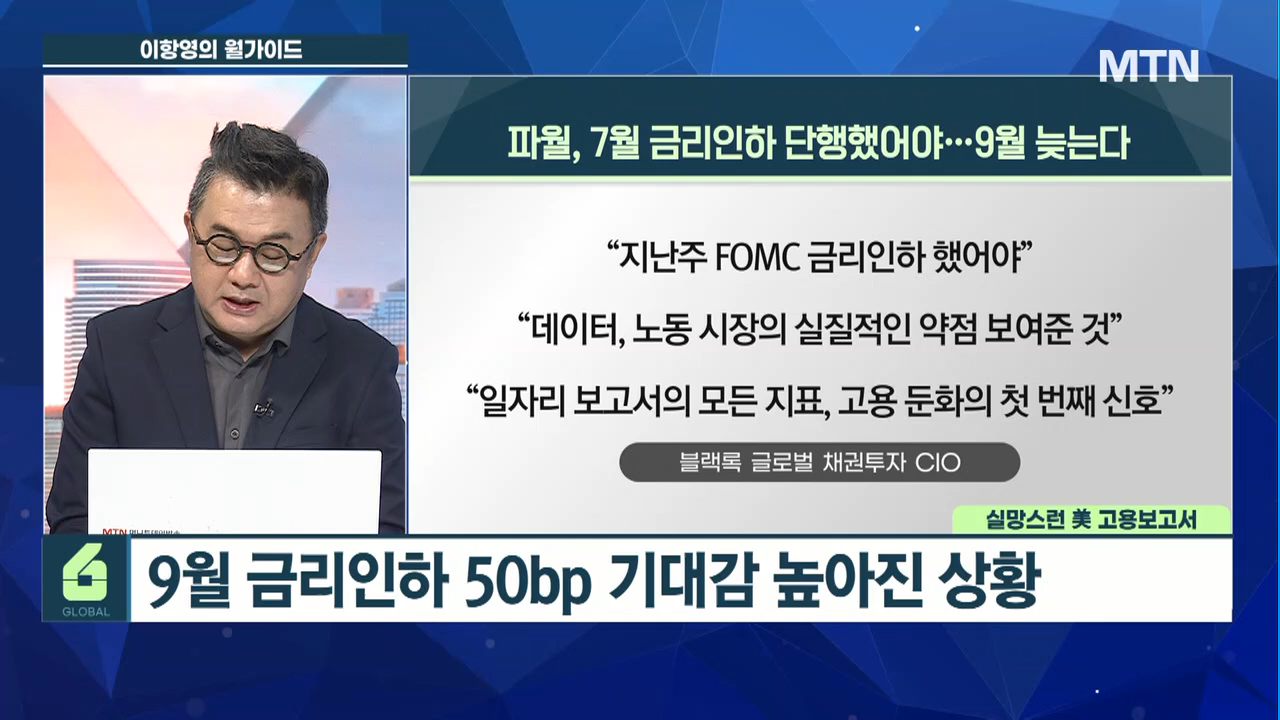 이항영의 월가이드
MTN
파월, 7월 금리인하 단행했어야…9월 늦는다
“지난주 FOMC 금리인하 했어야”
“데이터, 노동 시장의 실질적인 약점 보여준 것”
“일자리 보고서의 모든 지표, 고용 둔화의 첫 번째 신호”
블랙록 글로벌 채권투자 CIO
MTN
실망스런 美 고용보고서
6
GLOBAL
9월 금리인하 50bp 기대감 높아진 상황